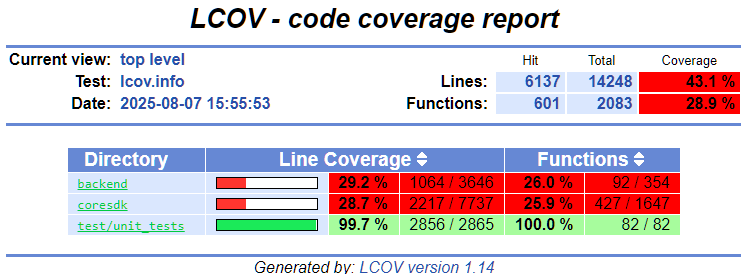 LCOV - code coverage report
Current view: top level Hit Total Coverage
Test: lcov.info Lines: 6137 14248 43.1 %
Date: 2025-08-07 15:55:53 Functions: 601 2083 28.9 %
Directory Line Coverage Functions
backend 29.2 % 1064 / 3646 26.0 % 92 / 354
coresdk 28.7 % 2217 / 7737 25.9 % 427 / 1647
test/unit_tests 99.7 % 2856 / 2865 100.0 % 82 / 82
Generated by: LCOV version 1.14